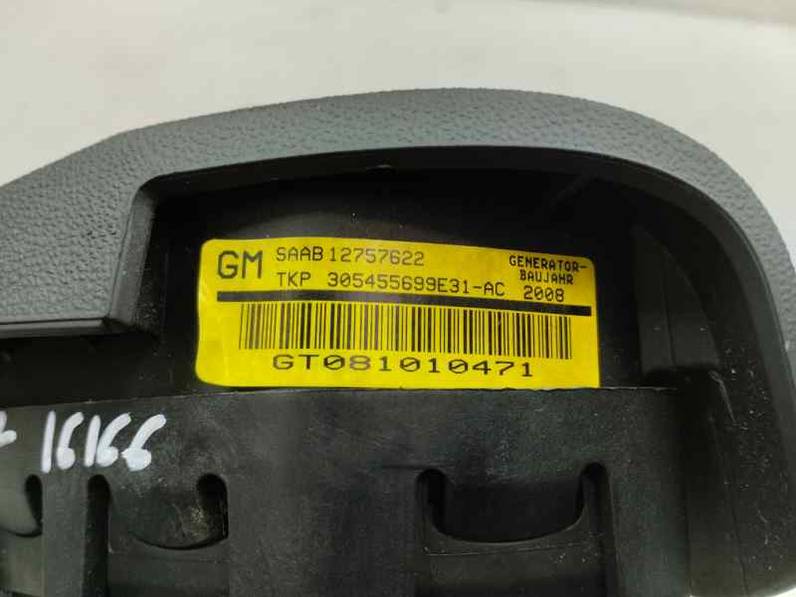 GM SAAB 12757622
TKP 305455699E31-AC
GENERATOR-
BAUJAHR
2008
GT081010471
16166